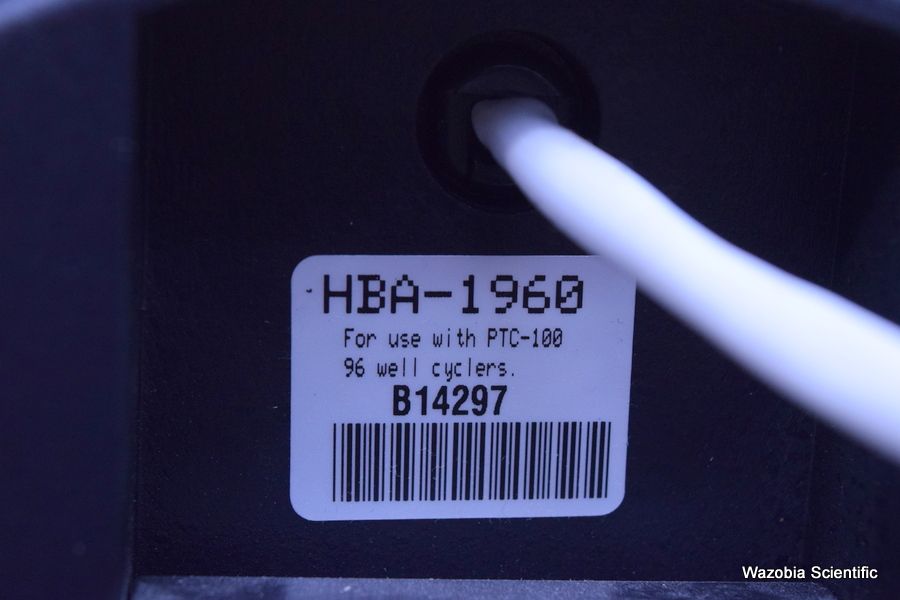 HBA-1960
For use with PTC-100
96 well cyclers.
B14297
Wazobia Scientific